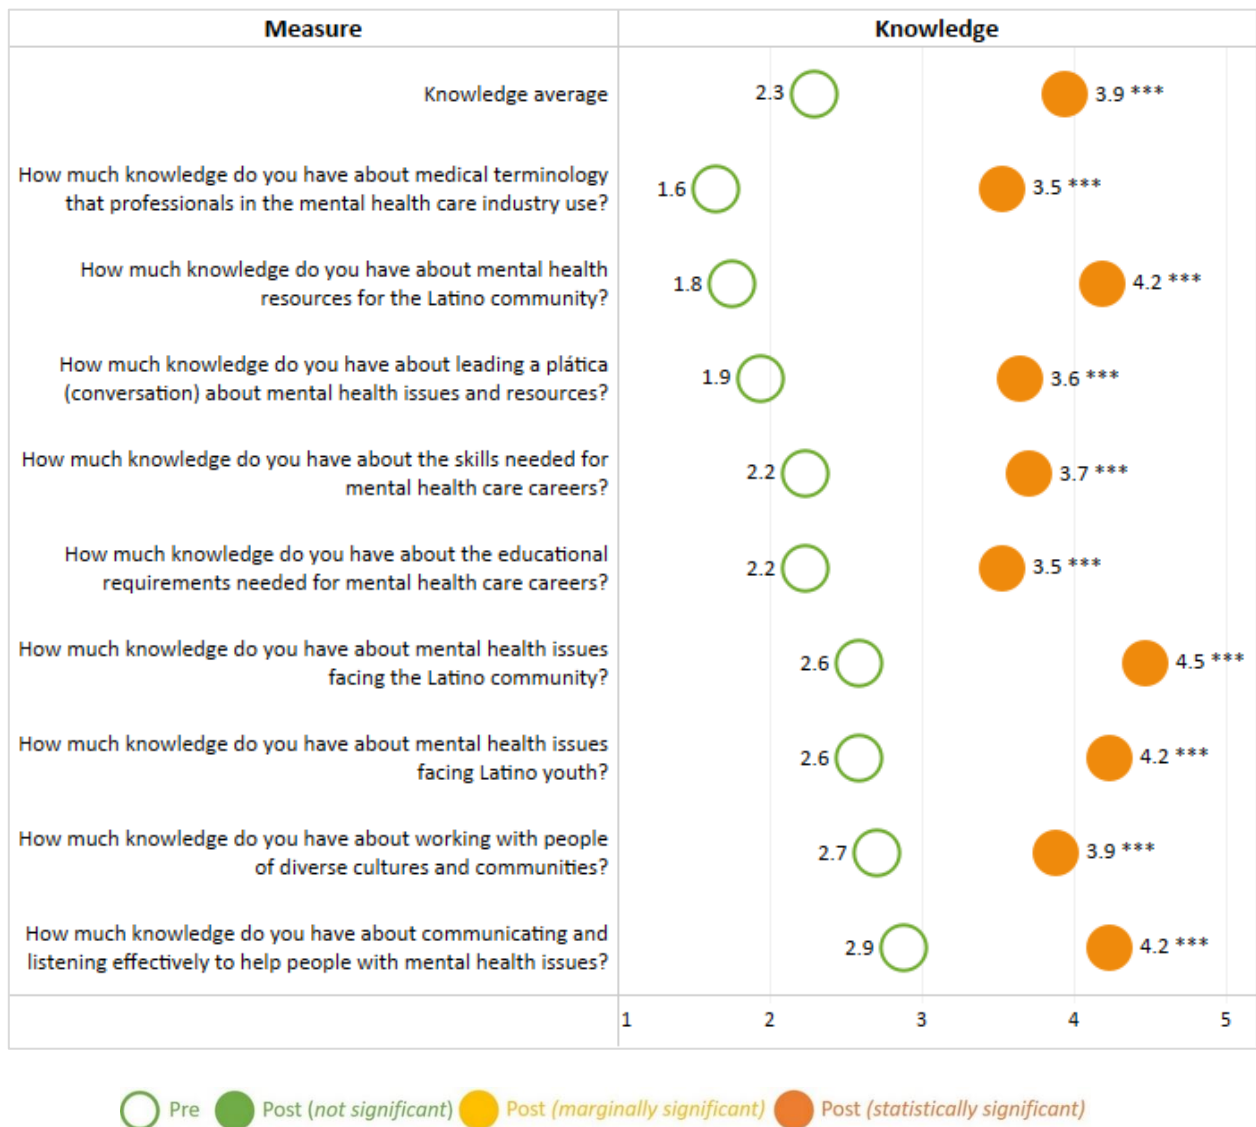 Measure Knowledge
Knowledge average 2.3 3.9 ***
How much knowledge do you have about medical terminology
that professionals in the mental health care industry use?
1.6 3.5 ***
How much knowledge do you have about mental health
resources for the Latino community?
1.8 4.2 ***
How much knowledge do you have about leading a plática
(conversation) about mental health issues and resources?
1.9 3.6 ***
How much knowledge do you have about the skills needed for
mental health care careers?
2.2 3.7 ***
How much knowledge do you have about the educational
requirements needed for mental health care careers?
2.2 3.5 ***
How much knowledge do you have about mental health issues
facing the Latino community?
2.6 4.5 ***
How much knowledge do you have about mental health issues
facing Latino youth?
2.6 4.2 ***
How much knowledge do you have about working with people
of diverse cultures and communities?
2.7 3.9 ***
How much knowledge do you have about communicating and
listening effectively to help people with mental health issues?
2.9 4.2 ***
1 2 3 4 5
Pre Post (not significant) Post (marginally significant) Post (statistically significant)